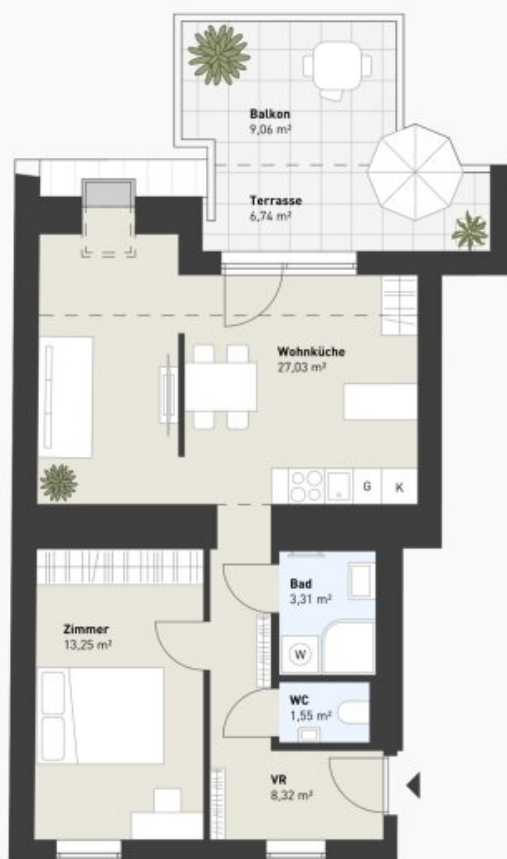 Balkon
9,06 m²
Terrasse
6,74 m²
Wohnküche
27,03 m²
G K
Bad
3,31 m²
Zimmer
13,25 m²
W
WC
1,55 m²
VR
8,32 m²